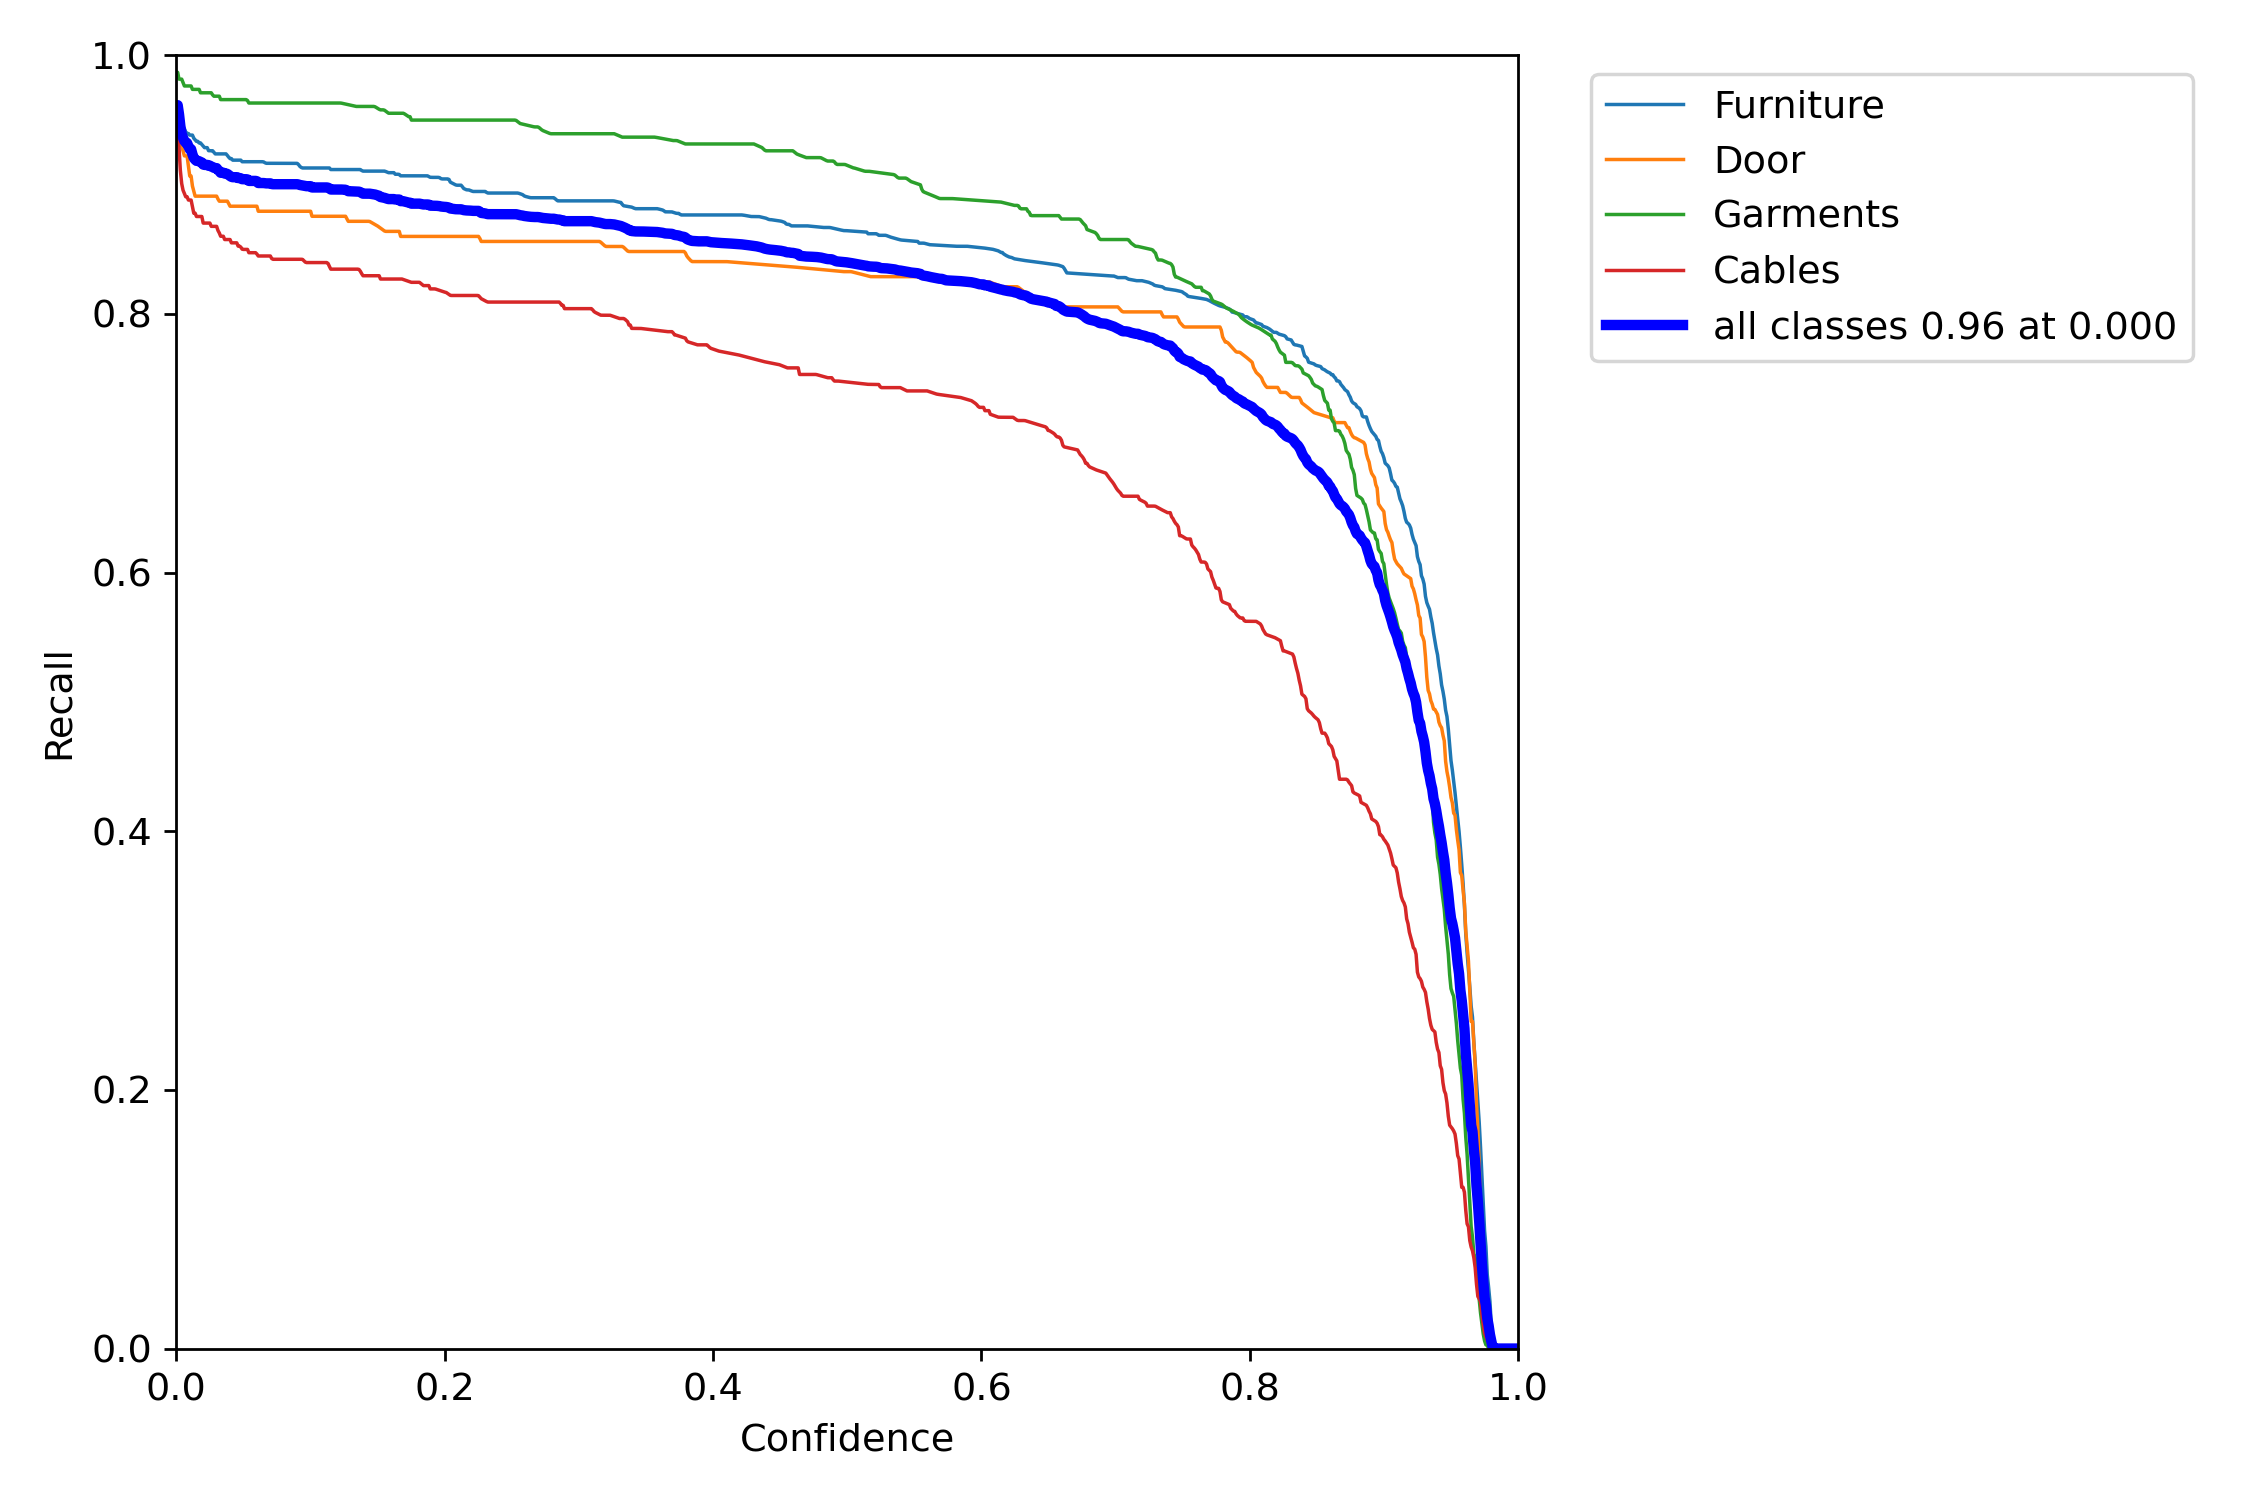 1.0
0.8
0.6
0.4
0.2
0.0
Recall
0.0 0.2 0.4 0.6 0.8 1.0
Confidence
Furniture
Door
Garments
Cables
all classes 0.96 at 0.000